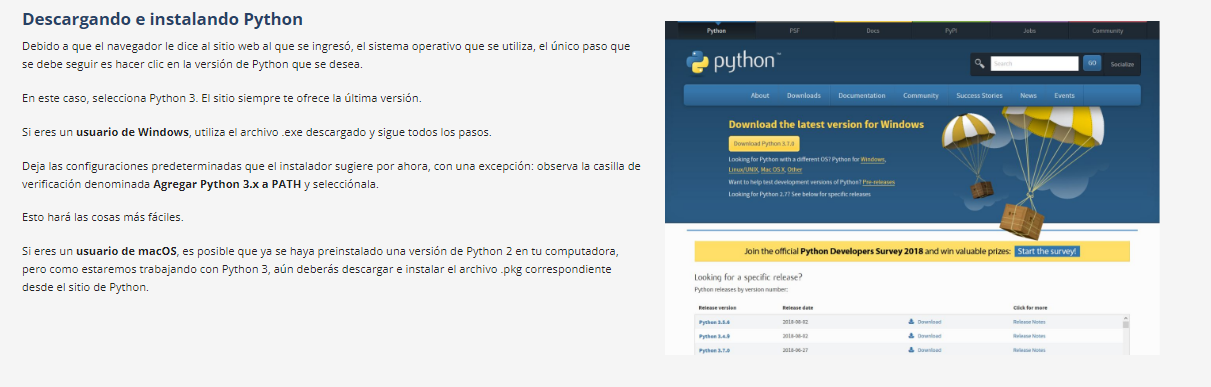 Descargando e instalando Python
Debido a que el navegador le dice al sitio web al que se ingresó, el sistema operativo que se utiliza, el único paso que
se debe seguir es hacer clic en la versión de Python que se desea.
En este caso, selecciona Python 3. El sitio siempre te ofrece la última versión.
Si eres un usuario de Windows, utiliza el archivo .exe descargado y sigue todos los pasos.
Deja las configuraciones predeterminadas que el instalador sugiere por ahora, con una excepción: observa la casilla de
verificación denominada Agregar Python 3.x a PATH y selecciónala.
Esto hará las cosas más fáciles.
Si eres un usuario de macOS, es posible que ya se haya preinstalado una versión de Python 2 en tu computadora,
pero como estaremos trabajando con Python 3, aún deberás descargar e instalar el archivo .pkg correspondiente
desde el sitio de Python.
Python PSF Docs PyPI Jobs Community
python™
Search GO Socialize
About Downloads Documentation Community Success Stories News Events
Download the latest version for Windows
Download Python 3.7.0
Looking for Python with a different OS? Python for Windows,
Linux/UNIX, Mac OS X, Other
Want to help test development versions of Python? Pre-releases
Looking for Python 2.7? See below for specific releases
Join the official Python Developers Survey 2018 and win valuable prizes: Start the survey!
Looking for a specific release?
Python releases by version number:
Release version Release date Click for more
Python 2018-08-02 Download Release Notes
Python 3.4.9 2018-08-02 Download Release Notes
Python 3.7.0 2018-06-27 Download Release Notes